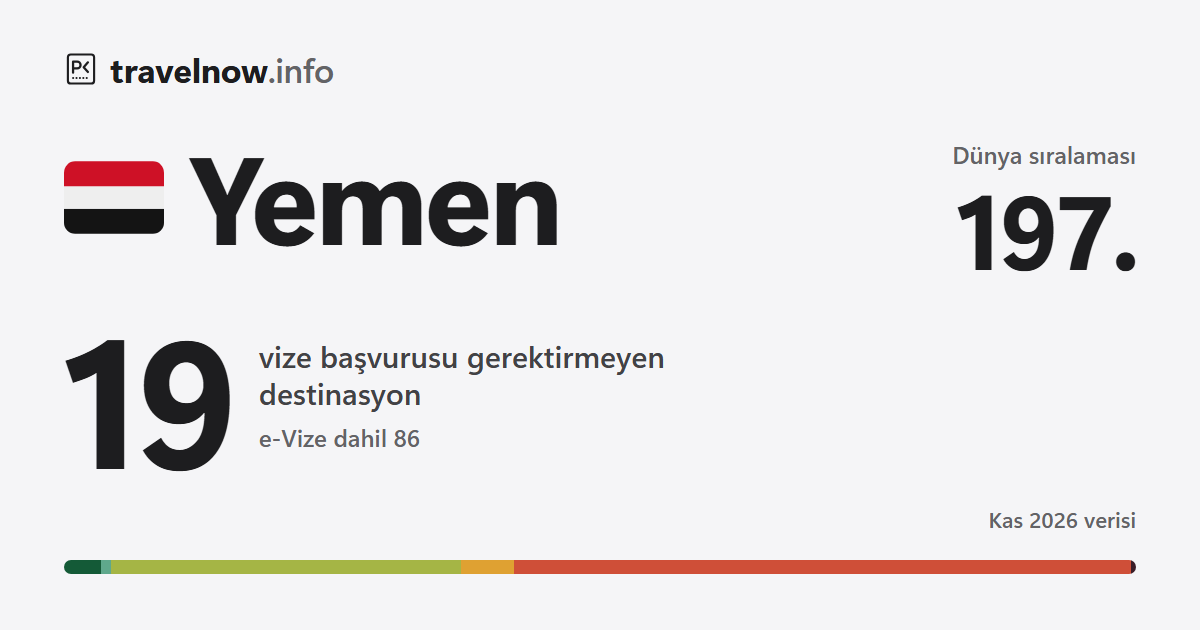 travelnow.info
Yemen
Dünya sıralaması
197.
19
vize başvurusu gerektirmeyen
destinasyon
e-Vize dahil 86
Kas 2026 verisi